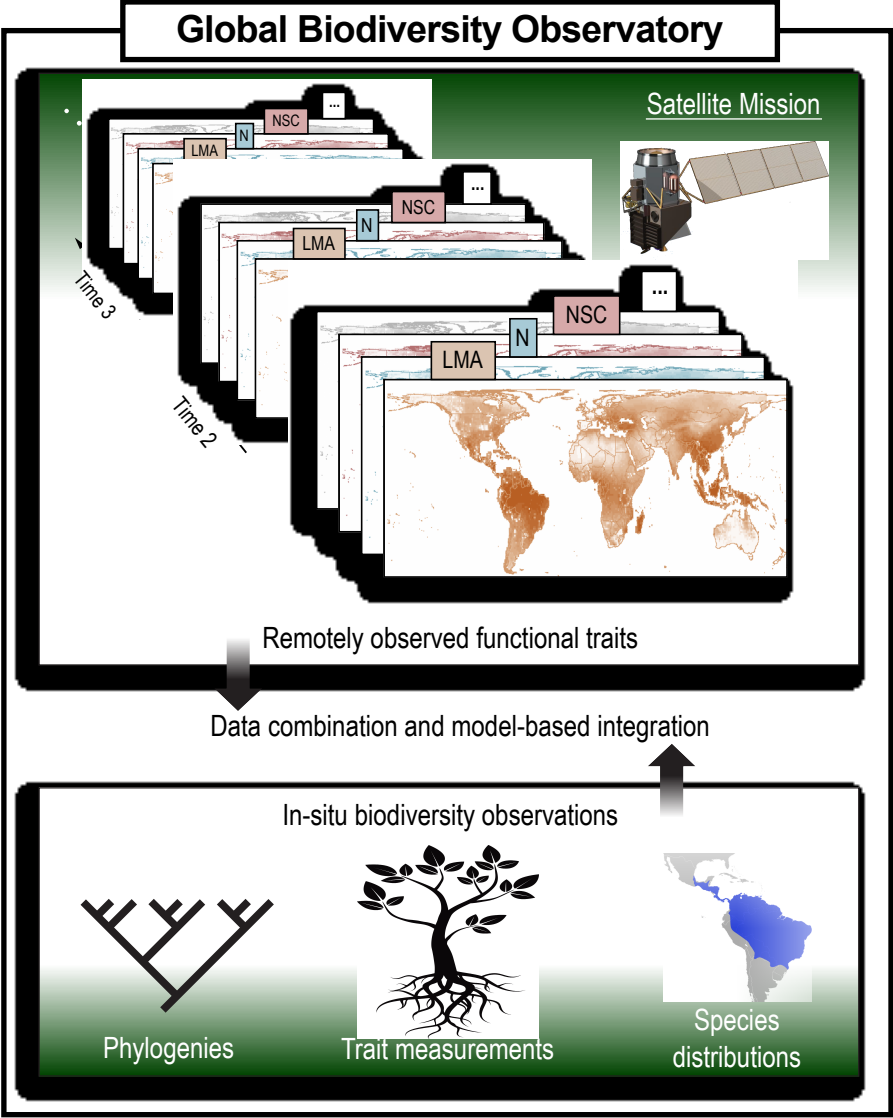 Global Biodiversity Observatory
Satellite Mission
...
NSC
N
LMA
Time 3
...
NSC
N
LMA
Time 2
...
NSC
N
LMA
Remotely observed functional traits
Data combination and model-based integration
In-situ biodiversity observations
Phylogenies
Trait measurements
Species
distributions